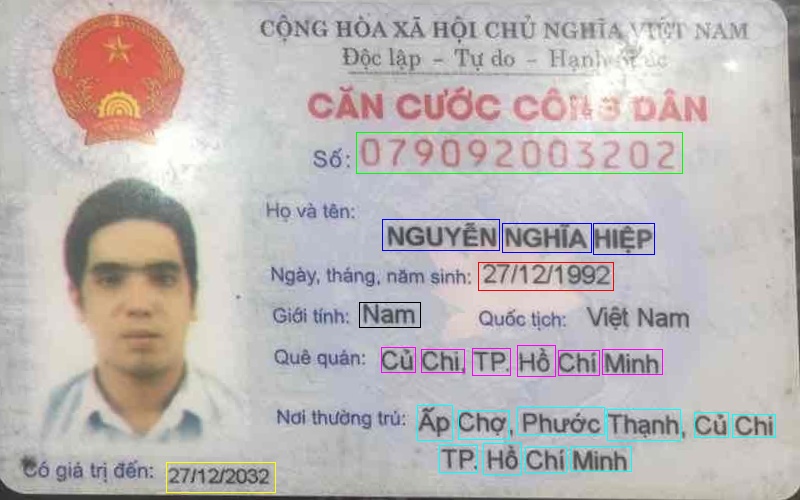 CỘNG HÒA XÃ HỘI CHỦ NGHĨA VIỆT NAM
Độc lập - Tự do - Hạnh phúc
CĂN CƯỚC CÔNG DÂN
Số: 079092003202
Họ và tên:
NGUYỄN NGHĨA HIỆP
Ngày, tháng, năm sinh: 27/12/1992
Giới tính: Nam Quốc tịch: Việt Nam
Quê quán: Củ Chi, TP. Hồ Chí Minh
Nơi thường trú: Ấp Chợ, Phước Thạnh, Củ Chi
TP. Hồ Chí Minh
Có giá trị đến: 27/12/2032